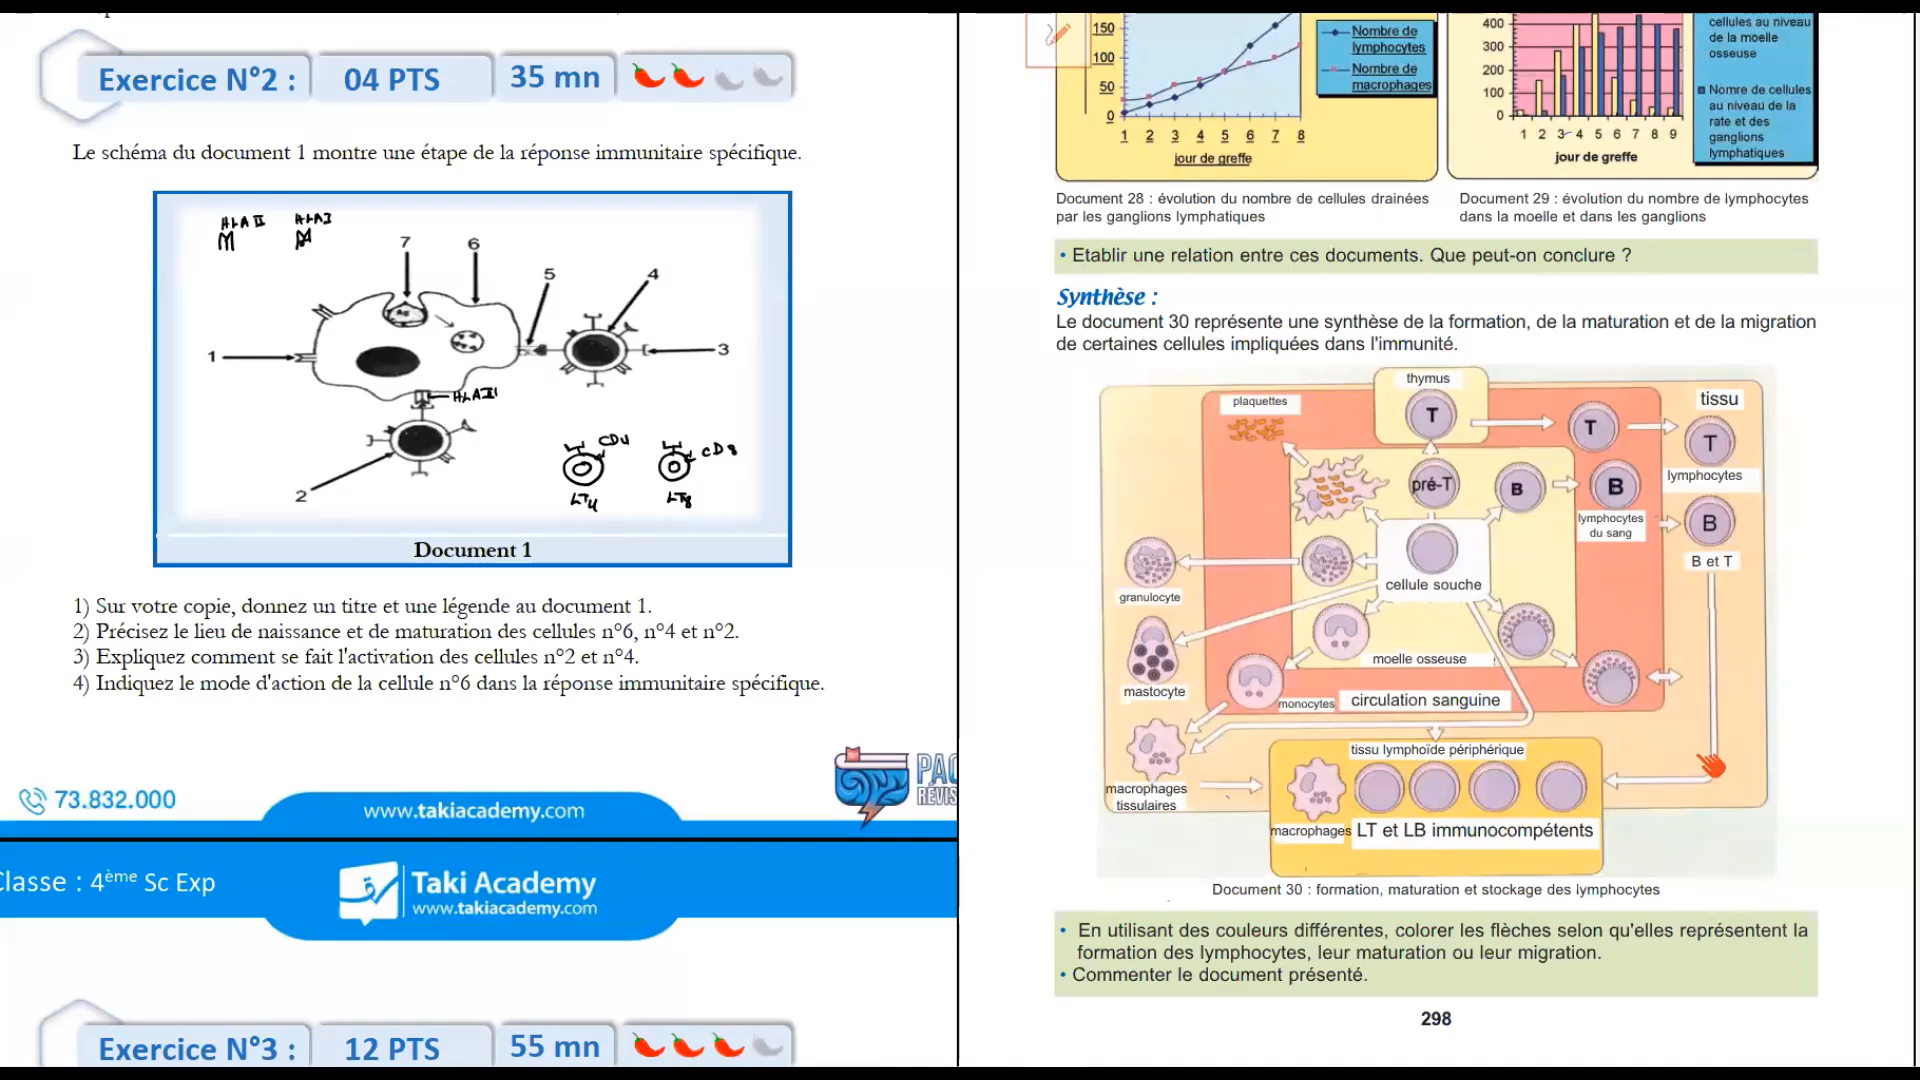 Exercice N°2 :
04 PTS
35 mn
Le schéma du document 1 montre une étape de la réponse immunitaire spécifique.
HLA II
HLA I
7
6
5
4
1
3
HLA II
2
CD4
CD8
LT4
LT8
Document 1
1) Sur votre copie, donnez un titre et une légende au document 1.
2) Précisez le lieu de naissance et de maturation des cellules n°6, n°4 et n°2.
3) Expliquez comment se fait l'activation des cellules n°2 et n°4.
4) Indiquez le mode d'action de la cellule n°6 dans la réponse immunitaire spécifique.
73.832.000
www.takiacademy.com
Classe : 4ème Sc Exp
Taki Academy
www.takiacademy.com
Exercice N°3 :
12 PTS
55 mn
150
100
50
0
1 2 3 4 5 6 7 8
jour de greffe
Nombre de
lymphocytes
Nombre de
macrophages
400
300
200
100
0
1 2 3 4 5 6 7 8 9
jour de greffe
cellules au niveau
de la moelle
osseuse
Nomre de cellules
au niveau de la
rate et des
ganglions
lymphatiques
Document 28 : évolution du nombre de cellules drainées
par les ganglions lymphatiques
Document 29 : évolution du nombre de lymphocytes
dans la moelle et dans les ganglions
• Etablir une relation entre ces documents. Que peut-on conclure ?
Synthèse :
Le document 30 représente une synthèse de la formation, de la maturation et de la migration
de certaines cellules impliquées dans l'immunité.
thymus
T
plaquettes
T
tissu
T
lymphocytes
pré-T
B
B
lymphocytes
du sang
B
B et T
cellule souche
granulocyte
moelle osseuse
mastocyte
monocytes
circulation sanguine
tissu lymphoïde périphérique
macrophages
tissulaires
macrophages
LT et LB immunocompétents
Document 30 : formation, maturation et stockage des lymphocytes
• En utilisant des couleurs différentes, colorer les flèches selon qu'elles représentent la
formation des lymphocytes, leur maturation ou leur migration.
• Commenter le document présenté.
298